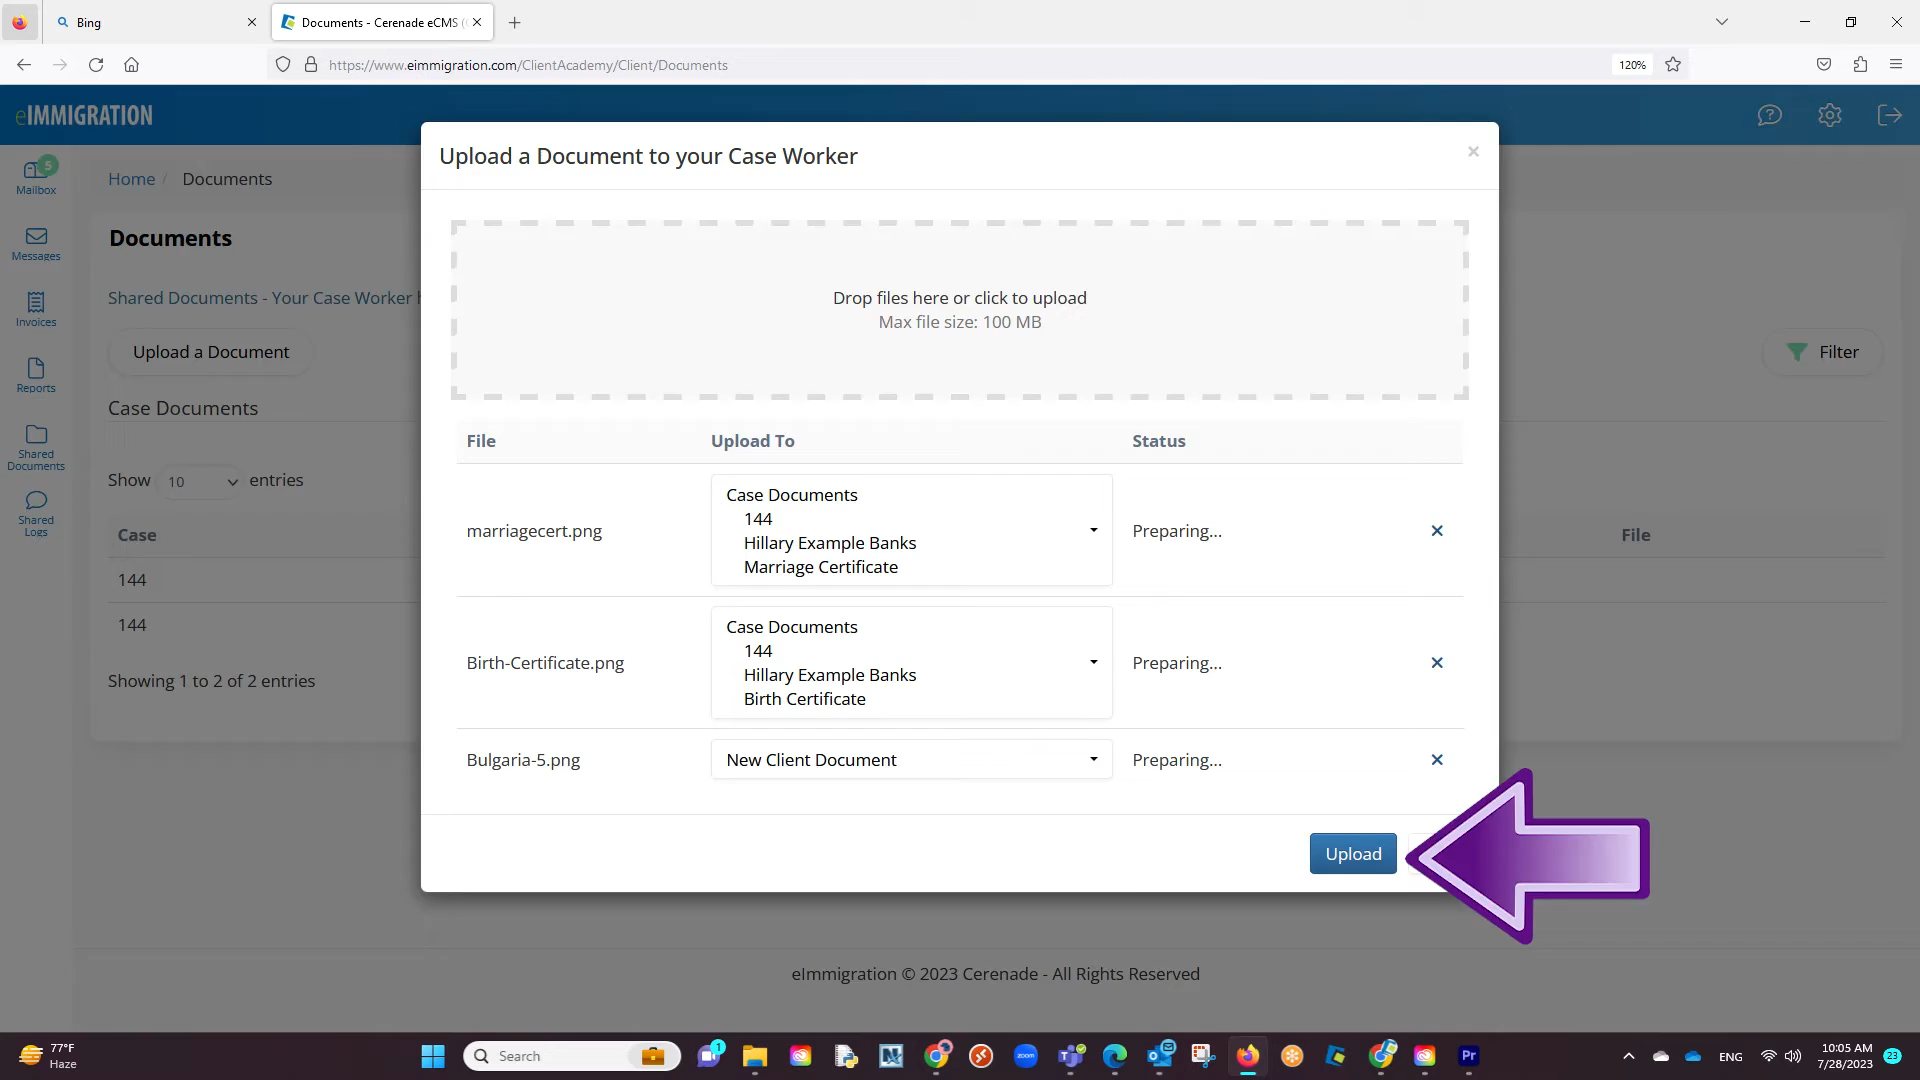 Bing
Documents - Cerenade eCMS (
https://www.eimmigration.com/ClientAcademy/Client/Documents
120%
eIMMIGRATION
5
Mailbox
Messages
Invoices
Reports
Shared
Documents
Shared
Logs
Home / Documents
Documents
Shared Documents - Your Case Worker
Upload a Document
Filter
Case Documents
Show 10 entries
Case
File
144
144
Showing 1 to 2 of 2 entries
Upload a Document to your Case Worker
Drop files here or click to upload
Max file size: 100 MB
File Upload To Status
marriagecert.png
Case Documents
144
Hillary Example Banks
Marriage Certificate
Preparing...
Birth-Certificate.png
Case Documents
144
Hillary Example Banks
Birth Certificate
Preparing...
Bulgaria-5.png
New Client Document
Preparing...
Upload
eImmigration © 2023 Cerenade - All Rights Reserved
77°F
Haze
Search
1
zoom
Pr
ENG
10:05 AM
7/28/2023
23